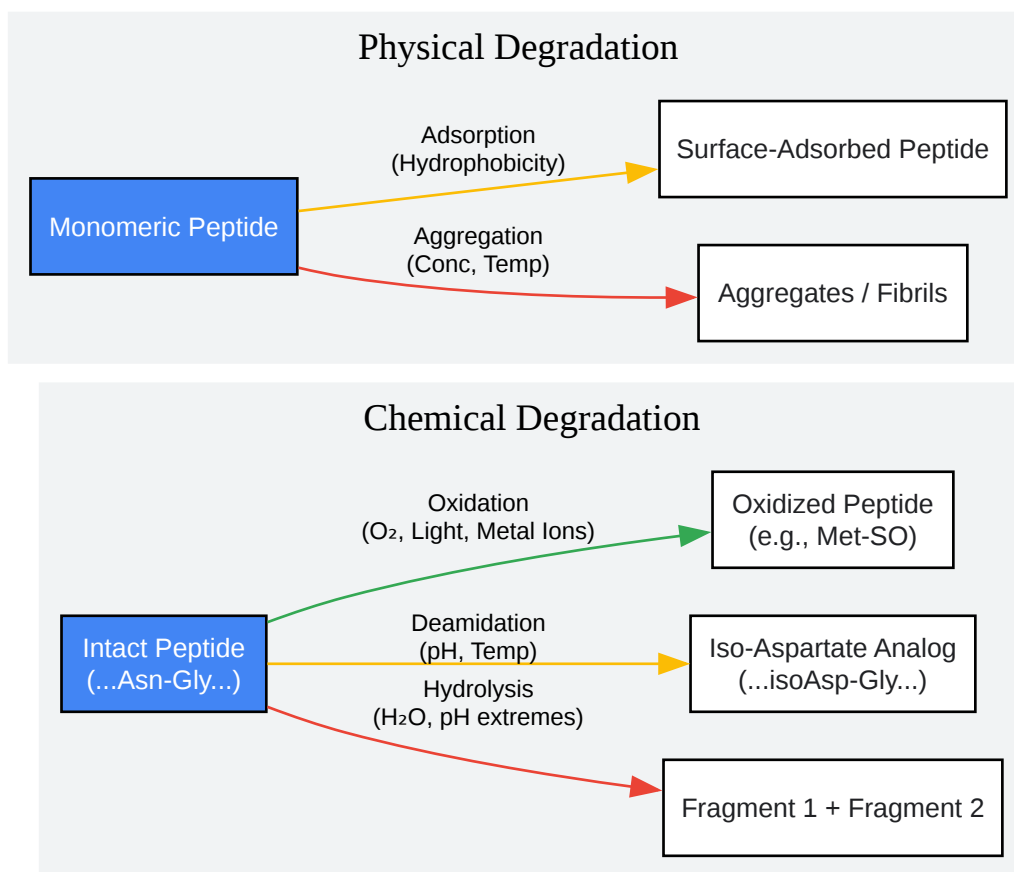 Physical Degradation
Adsorption
(Hydrophobicity)
Surface-Adsorbed Peptide
Monomeric Peptide
Aggregation
(Conc, Temp)
Aggregates / Fibrils
Chemical Degradation
Oxidation
(O₂, Light, Metal Ions)
Oxidized Peptide
(e.g., Met-SO)
Intact Peptide
(...Asn-Gly...)
Deamidation
(pH, Temp)
Iso-Aspartate Analog
(...isoAsp-Gly...)
Hydrolysis
(H₂O, pH extremes)
Fragment 1 + Fragment 2